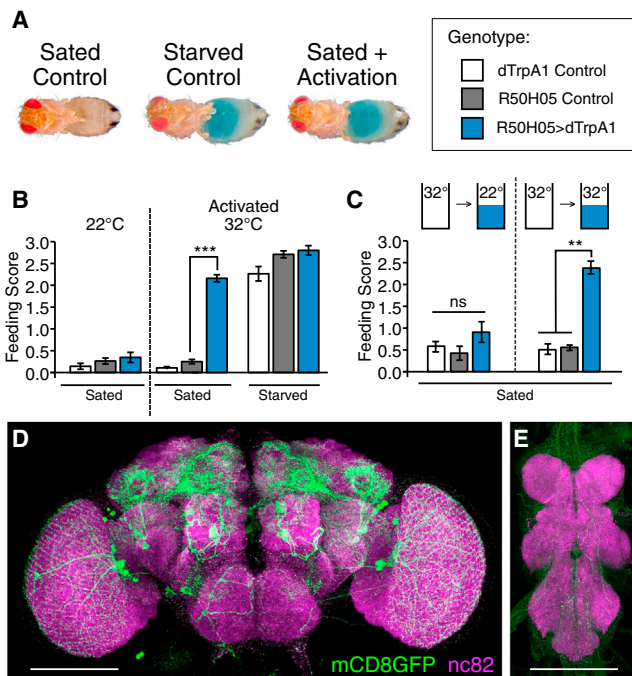 A
Sated Control
Starved Control
Sated + Activation
Genotype:
dTrpA1 Control
R50H05 Control
R50H05>dTrpA1
B
22°C
Activated 32°C
Feeding Score
3.0
2.5
2.0
1.5
1.0
0.5
0.0
***
Sated
Sated
Starved
C
32° → 22°
32° → 32°
Feeding Score
3.0
2.5
2.0
1.5
1.0
0.5
0.0
ns
**
Sated
D
mCD8GFP nc82
E